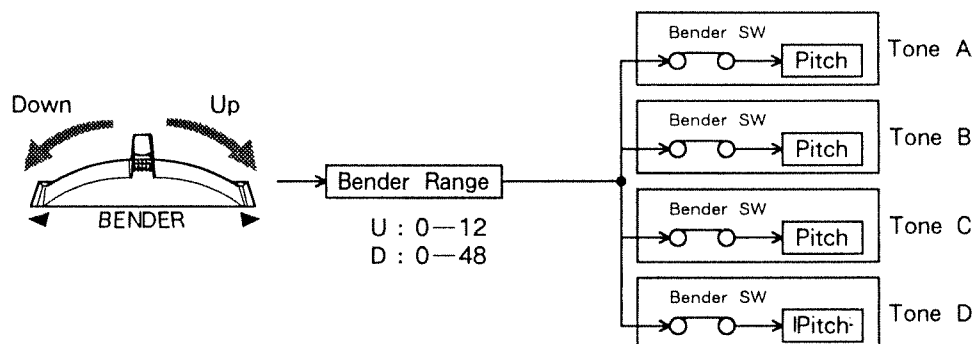 Bender SW
Pitch
Tone A
Down
Up
Bender SW
Pitch
Tone B
Bender Range
BENDER
U : 0—12
D : 0—48
Bender SW
Pitch
Tone C
Bender SW
Pitch
Tone D